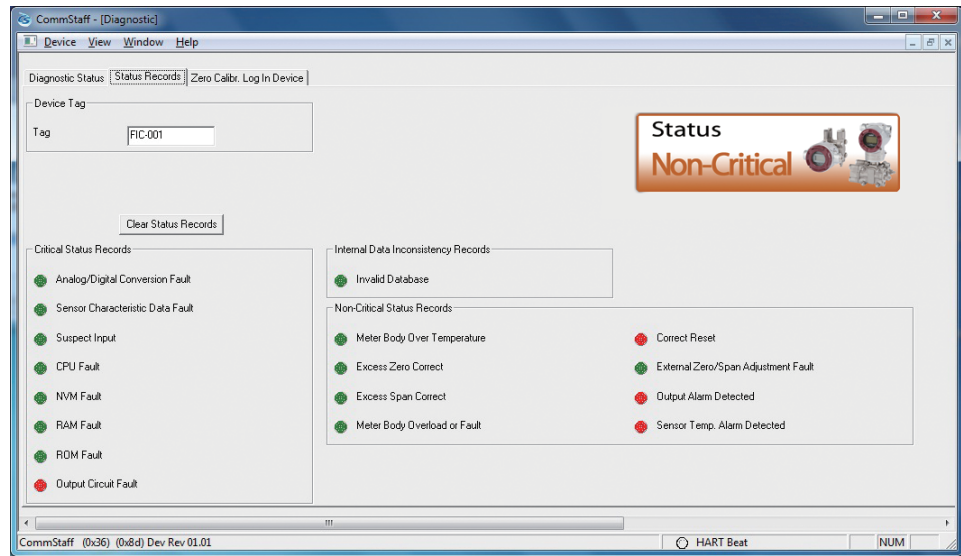 CommStaff - [Diagnostic]
Device View Window Help
Diagnostic Status Status Records Zero Calibr. Log In Device
Device Tag
Tag FIC-001
Status
Non-Critical
Clear Status Records
Critical Status Records
Analog/Digital Conversion Fault
Sensor Characteristic Data Fault
Suspect Input
CPU Fault
NVM Fault
RAM Fault
ROM Fault
Output Circuit Fault
Internal Data Inconsistency Records
Invalid Database
Non-Critical Status Records
Meter Body Over Temperature
Excess Zero Correct
Excess Span Correct
Meter Body Overload or Fault
Correct Reset
External Zero/Span Adjustment Fault
Output Alarm Detected
Sensor Temp. Alarm Detected
CommStaff (0x36) (0x8d) Dev Rev 01.01 HART Beat NUM